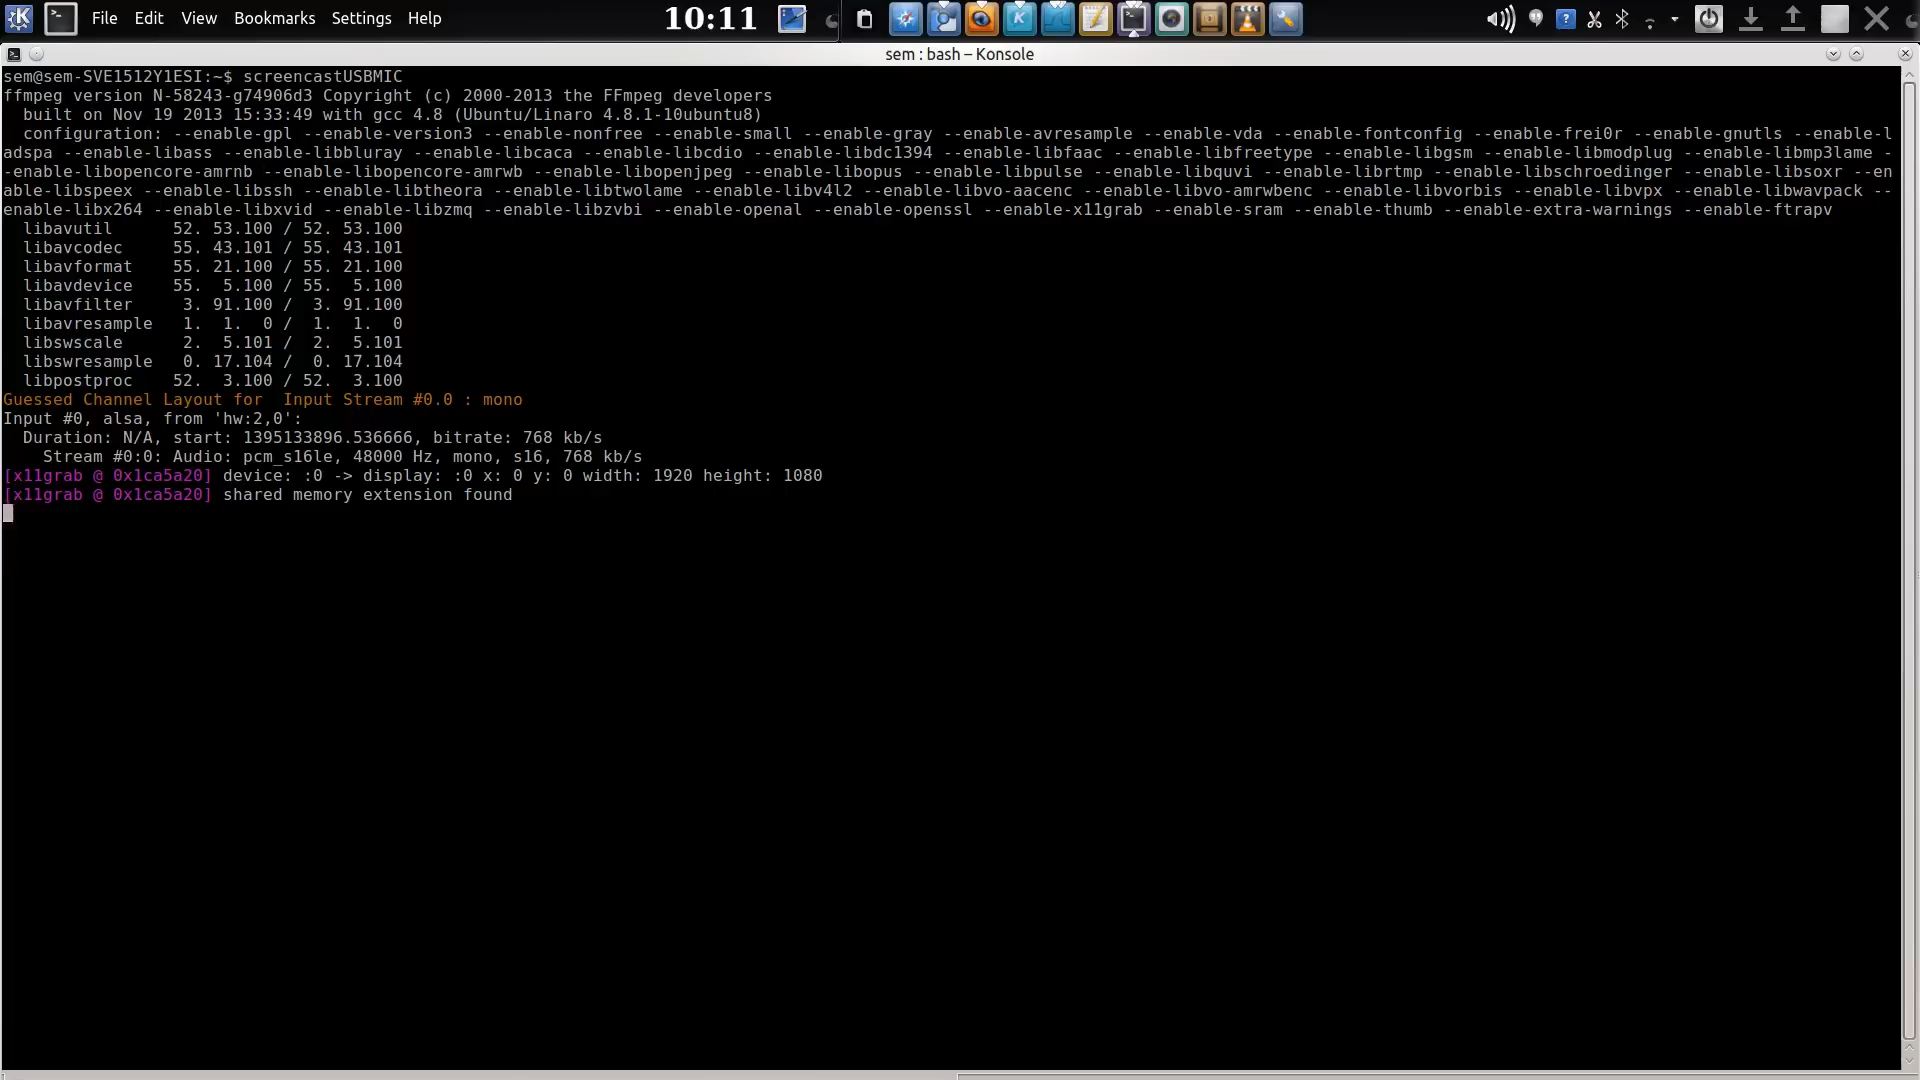 File Edit View Bookmarks Settings Help 10:11
sem : bash – Konsole
sem@sem-SVE1512Y1ESI:~$ screencastUSBMIC
ffmpeg version N-58243-g74906d3 Copyright (c) 2000-2013 the FFmpeg developers
  built on Nov 19 2013 15:33:49 with gcc 4.8 (Ubuntu/Linaro 4.8.1-10ubuntu8)
  configuration: --enable-gpl --enable-version3 --enable-nonfree --enable-small --enable-gray --enable-avresample --enable-vda --enable-fontconfig --enable-frei0r --enable-gnutls --enable-l
adspa --enable-libass --enable-libbluray --enable-libcaca --enable-libcdio --enable-libdc1394 --enable-libfaac --enable-libfreetype --enable-libgsm --enable-libmodplug --enable-libmp3lame -
-enable-libopencore-amrnb --enable-libopencore-amrwb --enable-libopenjpeg --enable-libopus --enable-libpulse --enable-libquvi --enable-librtmp --enable-libschroedinger --enable-libsoxr --en
able-libspeex --enable-libssh --enable-libtheora --enable-libtwolame --enable-libv4l2 --enable-libvo-aacenc --enable-libvo-amrwbenc --enable-libvorbis --enable-libvpx --enable-libwavpack --
enable-libx264 --enable-libxvid --enable-libzmq --enable-libzvbi --enable-openal --enable-openssl --enable-x11grab --enable-sram --enable-thumb --enable-extra-warnings --enable-ftrapv
  libavutil      52. 53.100 / 52. 53.100
  libavcodec     55. 43.101 / 55. 43.101
  libavformat    55. 21.100 / 55. 21.100
  libavdevice    55.  5.100 / 55.  5.100
  libavfilter     3. 91.100 /  3. 91.100
  libavresample   1.  1.  0 /  1.  1.  0
  libswscale      2.  5.101 /  2.  5.101
  libswresample   0. 17.104 /  0. 17.104
  libpostproc    52.  3.100 / 52.  3.100
Guessed Channel Layout for  Input Stream #0.0 : mono
Input #0, alsa, from 'hw:2,0':
  Duration: N/A, start: 1395133896.536666, bitrate: 768 kb/s
    Stream #0:0: Audio: pcm_s16le, 48000 Hz, mono, s16, 768 kb/s
[x11grab @ 0x1ca5a20] device: :0 -> display: :0 x: 0 y: 0 width: 1920 height: 1080
[x11grab @ 0x1ca5a20] shared memory extension found